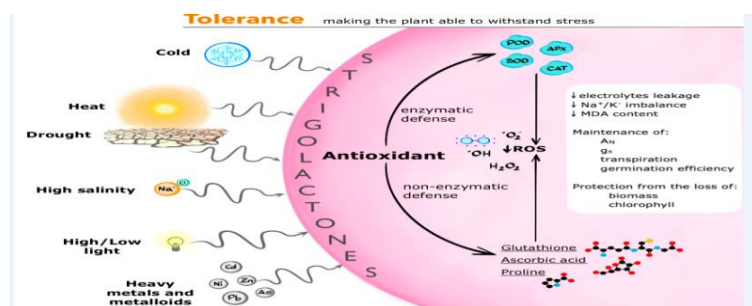 Tolerance making the plant able to withstand stress
Cold
Heat
Drought
High salinity
Na+
Cl-
High/Low
light
Heavy
metals and
metalloids
Cd
Ni
Zn
Pb
As
STRIGOLACTONES
Antioxidant
enzymatic
defense
non-enzymatic
defense
POD
APX
SOD
CAT
·O₂⁻
·OH
↓ROS
H₂O₂
Glutathione
Ascorbic acid
Proline
↓ electrolytes leakage
↓ Na⁺/K⁺ imbalance
↓ MDA content
Maintenance of:
Aₙ
gₛ
transpiration
germination efficiency
Protection from the loss of:
biomass
chlorophyll